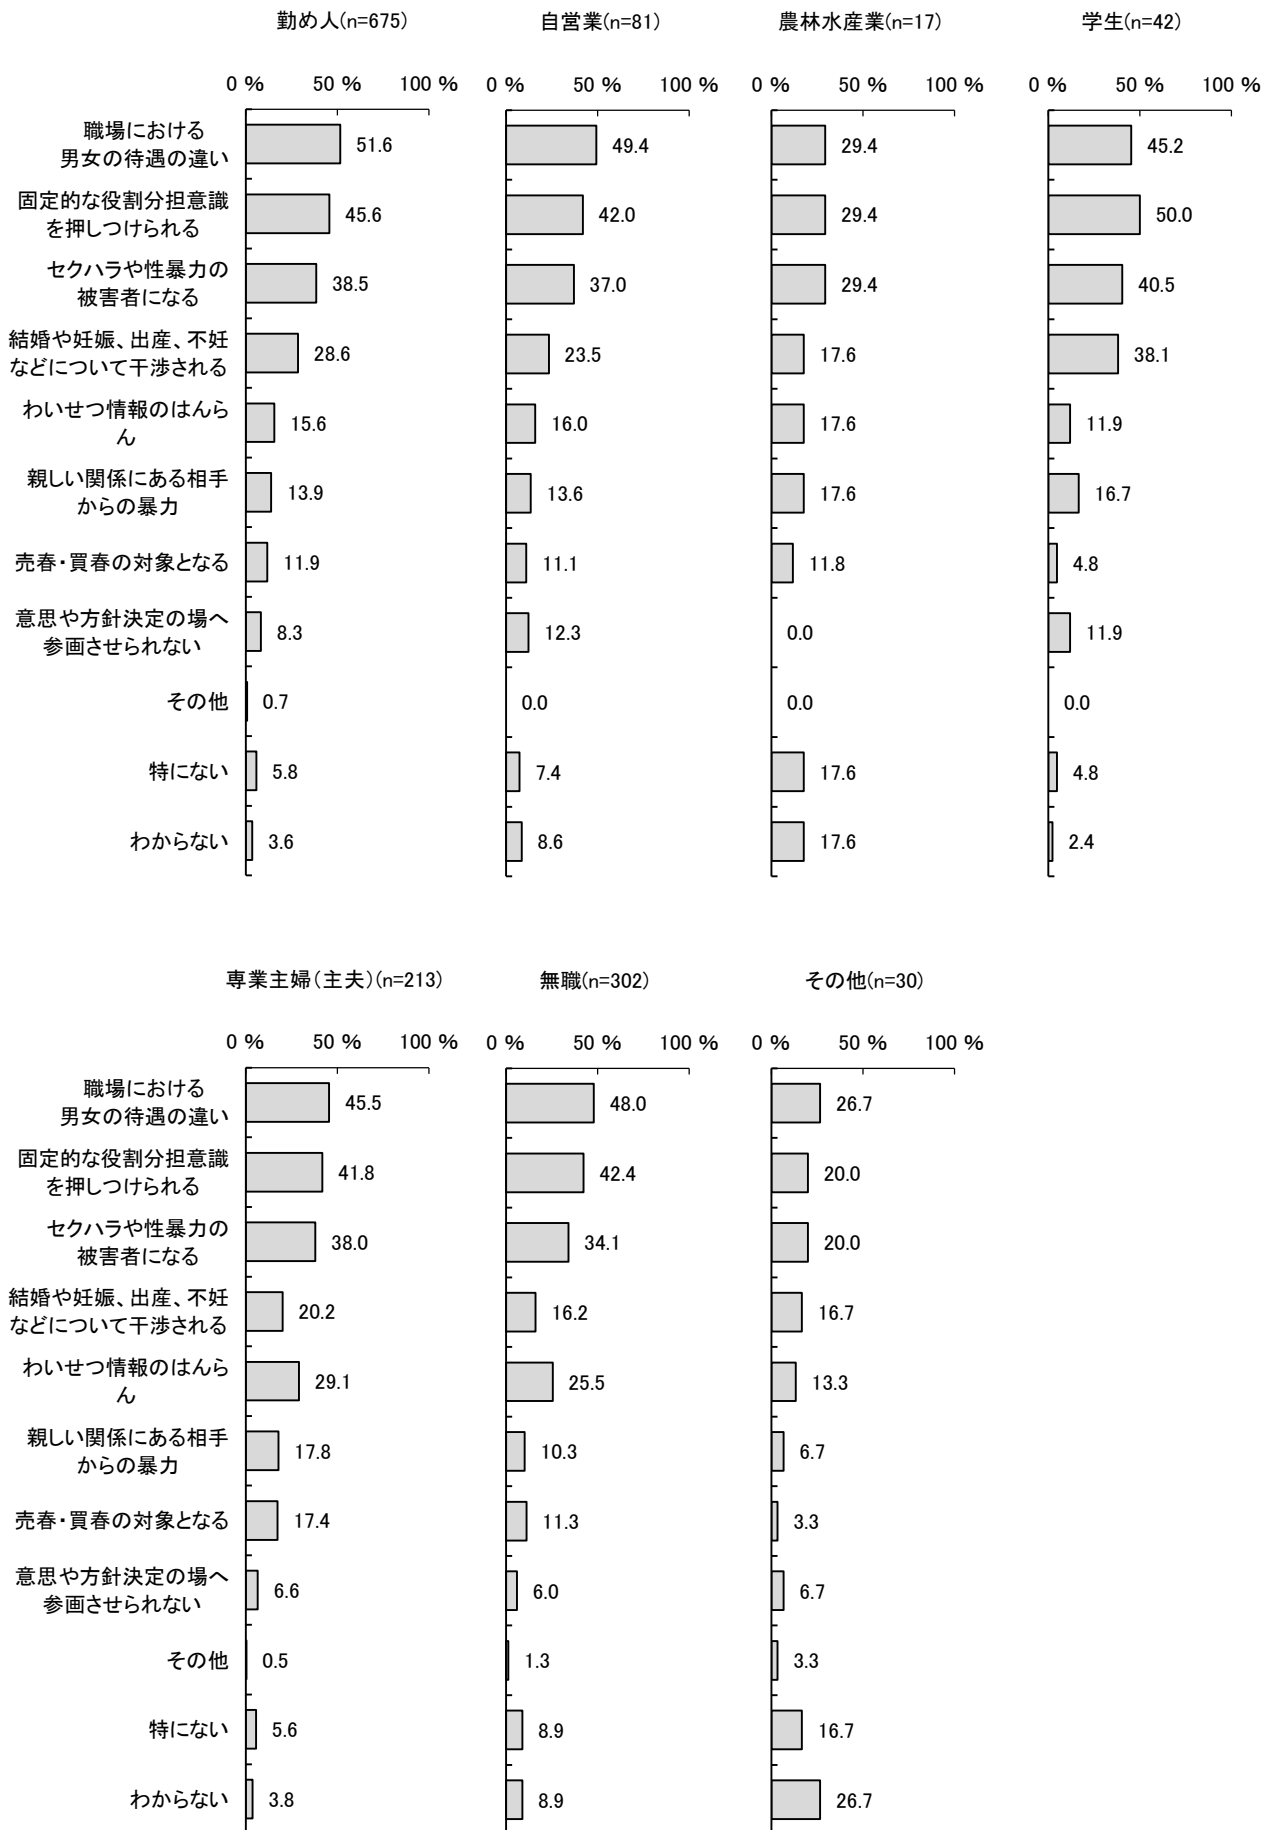 勤め人(n=675)
自営業(n=81)
農林水産業(n=17)
学生(n=42)
0 % 50 % 100 %
0 % 50 % 100 %
0 % 50 % 100 %
0 % 50 % 100 %
職場における
男女の待遇の違い
51.6 49.4 29.4 45.2
固定的な役割分担意識
を押しつけられる
45.6 42.0 29.4 50.0
セクハラや性暴力の
被害者になる
38.5 37.0 29.4 40.5
結婚や妊娠、出産、不妊
などについて干渉される
28.6 23.5 17.6 38.1
わいせつ情報のはんら
ん
15.6 16.0 17.6 11.9
親しい関係にある相手
からの暴力
13.9 13.6 17.6 16.7
売春・買春の対象となる
11.9 11.1 11.8 4.8
意思や方針決定の場へ
参画させられない
8.3 12.3 0.0 11.9
その他
0.7 0.0 0.0 0.0
特にない
5.8 7.4 17.6 4.8
わからない
3.6 8.6 17.6 2.4
専業主婦(主夫)(n=213)
無職(n=302)
その他(n=30)
0 % 50 % 100 %
0 % 50 % 100 %
0 % 50 % 100 %
職場における
男女の待遇の違い
45.5 48.0 26.7
固定的な役割分担意識
を押しつけられる
41.8 42.4 20.0
セクハラや性暴力の
被害者になる
38.0 34.1 20.0
結婚や妊娠、出産、不妊
などについて干渉される
20.2 16.2 16.7
わいせつ情報のはんら
ん
29.1 25.5 13.3
親しい関係にある相手
からの暴力
17.8 10.3 6.7
売春・買春の対象となる
17.4 11.3 3.3
意思や方針決定の場へ
参画させられない
6.6 6.0 6.7
その他
0.5 1.3 3.3
特にない
5.6 8.9 16.7
わからない
3.8 8.9 26.7